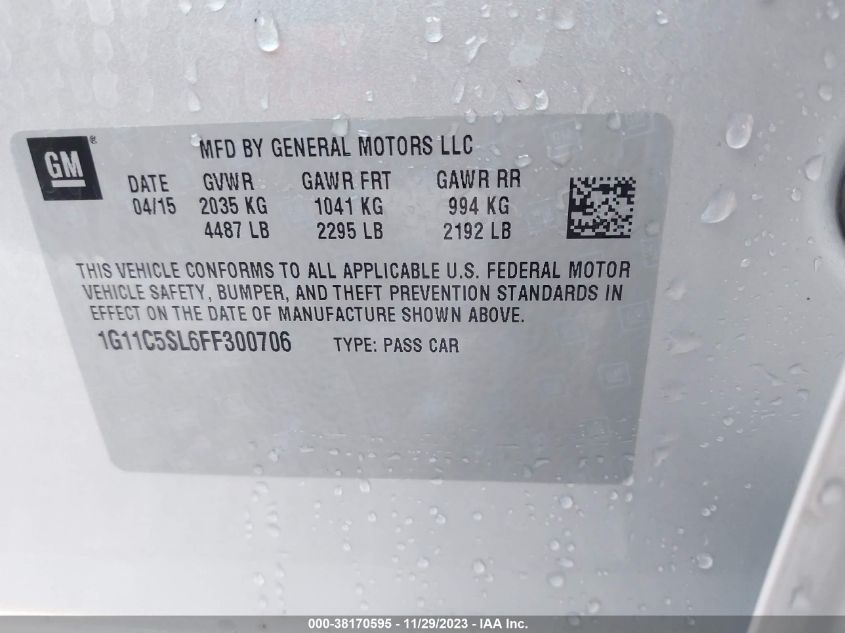 GM®
MFD BY GENERAL MOTORS LLC
DATE GVWR GAWR FRT GAWR RR
04/15 2035 KG 1041 KG 994 KG
4487 LB 2295 LB 2192 LB
THIS VEHICLE CONFORMS TO ALL APPLICABLE U.S. FEDERAL MOTOR
VEHICLE SAFETY, BUMPER, AND THEFT PREVENTION STANDARDS IN
EFFECT ON THE DATE OF MANUFACTURE SHOWN ABOVE.
1G11C5SL6FF300706 TYPE: PASS CAR
000-38170595 — 11/29/2023 — IAA Inc.